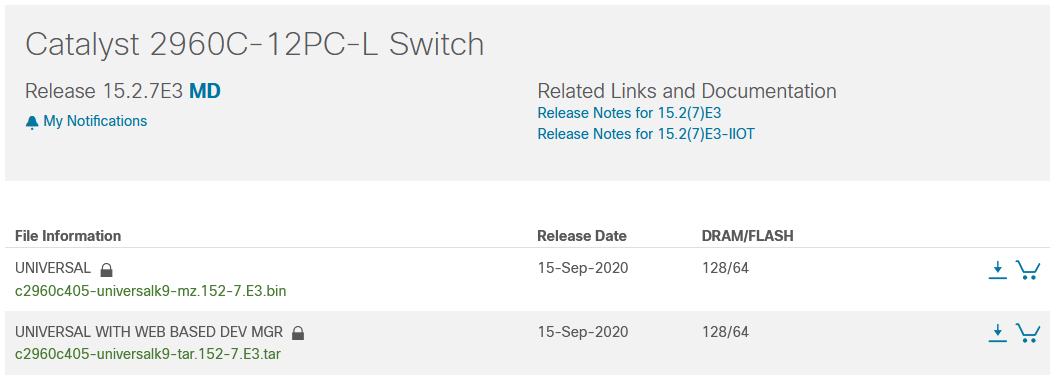 Catalyst 2960C-12PC-L Switch
Release 15.2.7E3 MD
My Notifications
Related Links and Documentation
Release Notes for 15.2(7)E3
Release Notes for 15.2(7)E3-IIOT
File Information Release Date DRAM/FLASH
UNIVERSAL 15-Sep-2020 128/64
c2960c405-universalk9-mz.152-7.E3.bin
UNIVERSAL WITH WEB BASED DEV MGR 15-Sep-2020 128/64
c2960c405-universalk9-tar.152-7.E3.tar